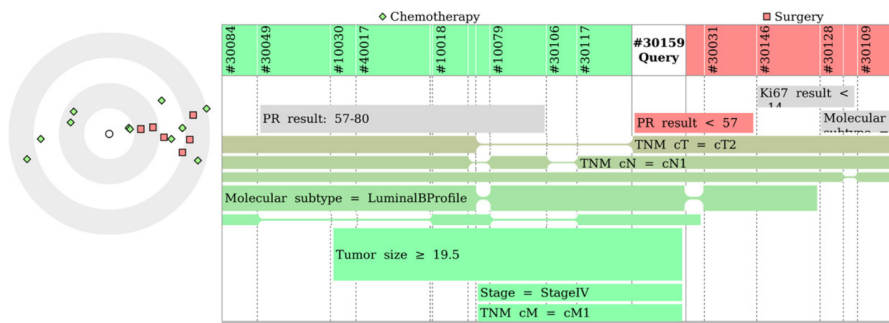 Chemotherapy
Surgery
#30084
#30049
#10030
#40017
#10018
#10079
#30106
#30117
#30159
Query
#30031
#30146
#30128
#30109
Ki67 result <
14
PR result: 57-80
PR result < 57
Molecular
subtype =
TNM cT = cT2
TNM cN = cN1
Molecular subtype = LuminalBProfile
Tumor size ≥ 19.5
Stage = StageIV
TNM cM = cM1